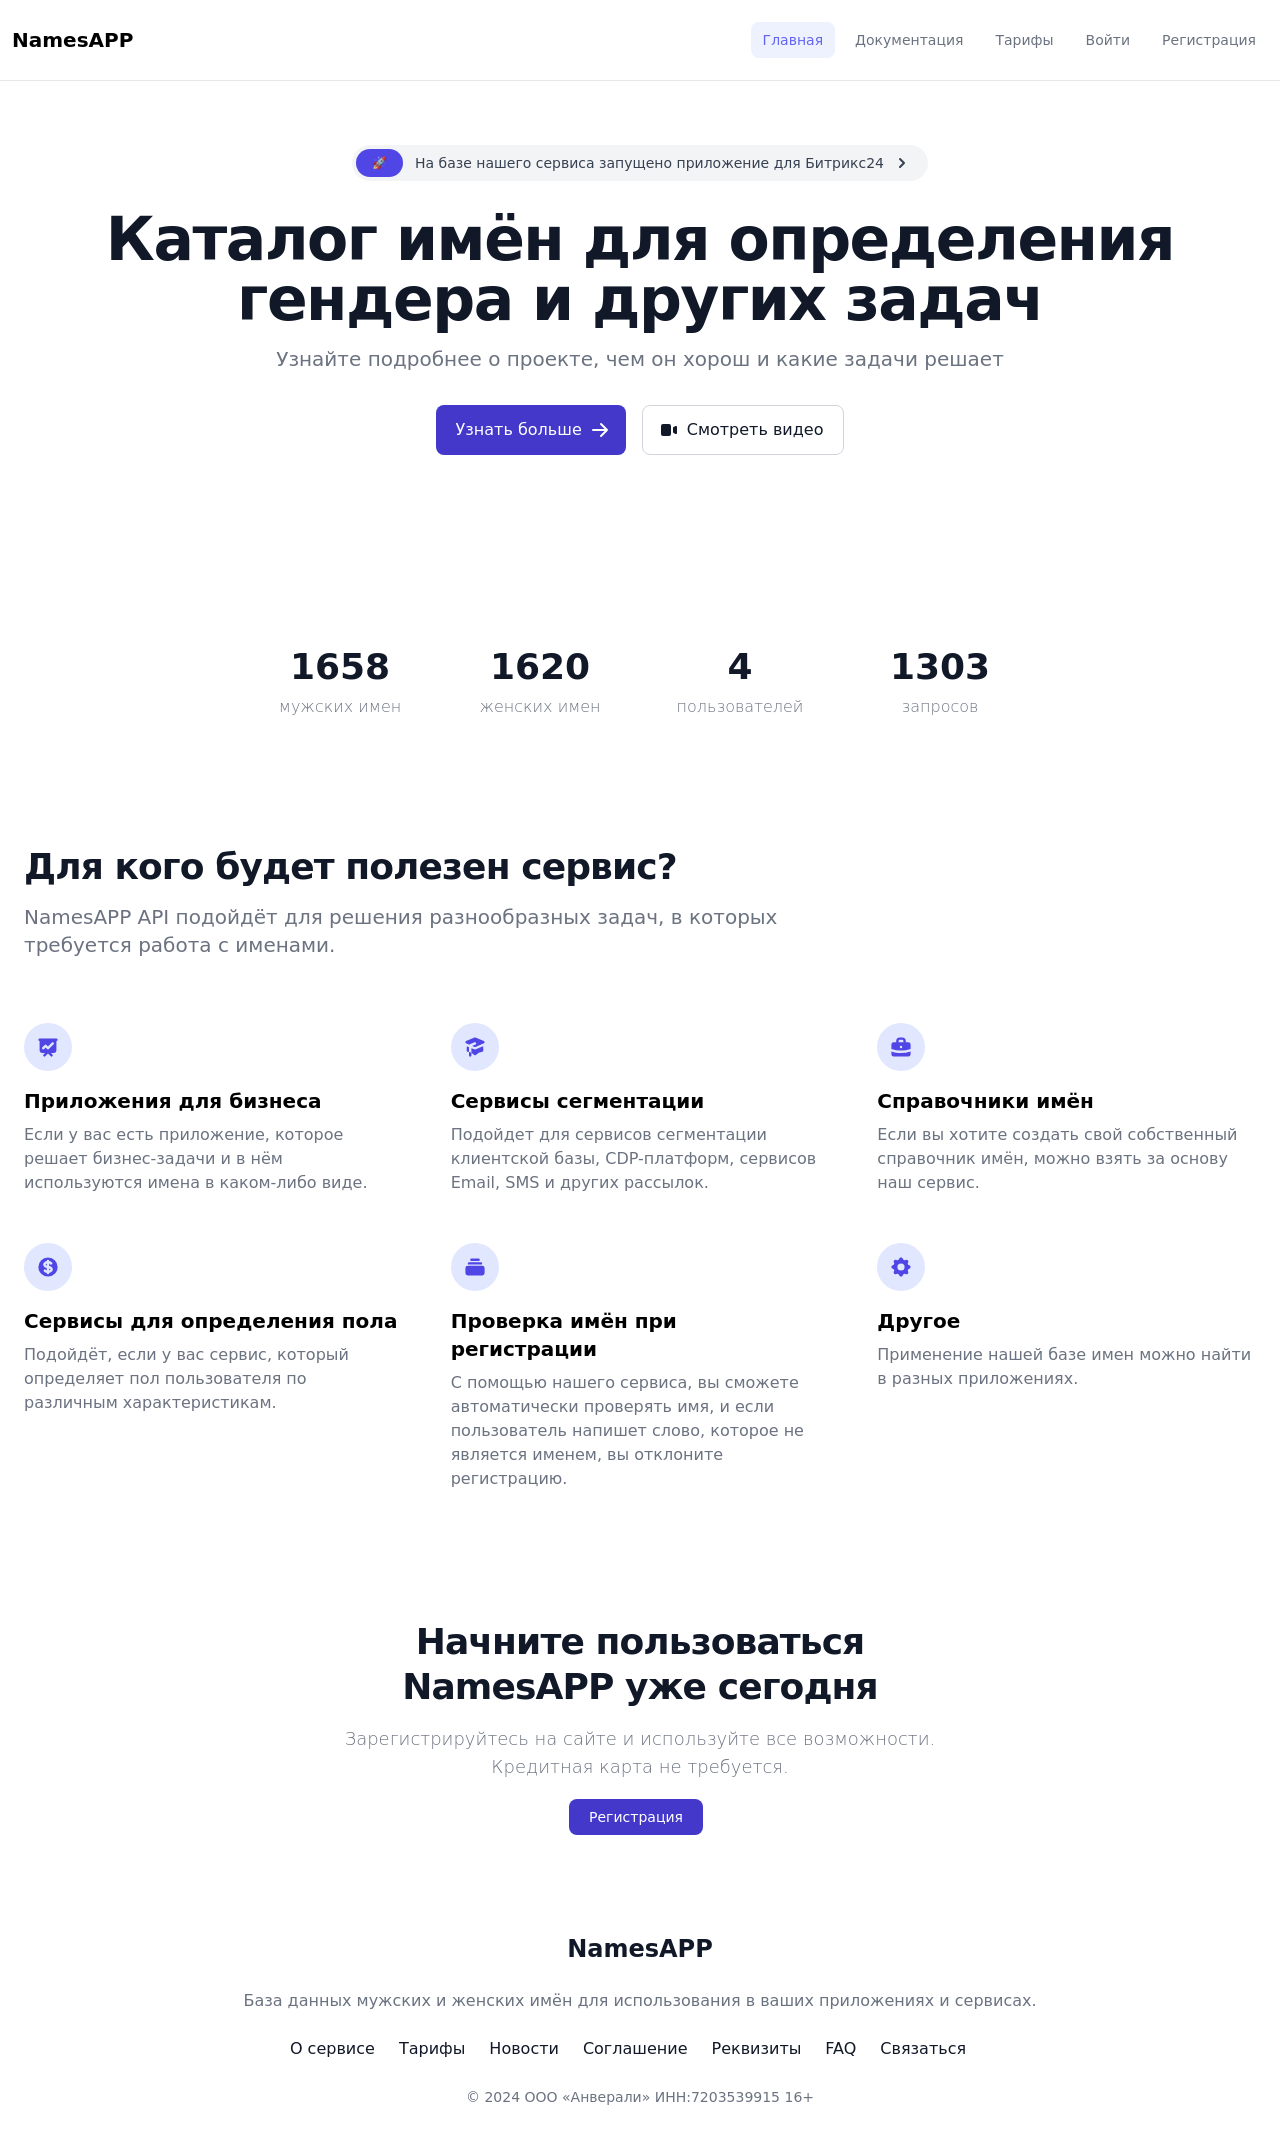 NamesAPP
Главная Документация Тарифы Войти Регистрация
🚀 На базе нашего сервиса запущено приложение для Битрикс24
Каталог имён для определения
гендера и других задач
Узнайте подробнее о проекте, чем он хорош и какие задачи решает
Узнать больше
Смотреть видео
1658
мужских имен
1620
женских имен
4
пользователей
1303
запросов
Для кого будет полезен сервис?
NamesAPP API подойдёт для решения разнообразных задач, в которых
требуется работа с именами.
Приложения для бизнеса
Если у вас есть приложение, которое
решает бизнес-задачи и в нём
используются имена в каком-либо виде.
Сервисы сегментации
Подойдет для сервисов сегментации
клиентской базы, CDP-платформ, сервисов
Email, SMS и других рассылок.
Справочники имён
Если вы хотите создать свой собственный
справочник имён, можно взять за основу
наш сервис.
Сервисы для определения пола
Подойдёт, если у вас сервис, который
определяет пол пользователя по
различным характеристикам.
Проверка имён при
регистрации
С помощью нашего сервиса, вы сможете
автоматически проверять имя, и если
пользователь напишет слово, которое не
является именем, вы отклоните
регистрацию.
Другое
Применение нашей базе имен можно найти
в разных приложениях.
Начните пользоваться
NamesAPP уже сегодня
Зарегистрируйтесь на сайте и используйте все возможности.
Кредитная карта не требуется.
Регистрация
NamesAPP
База данных мужских и женских имён для использования в ваших приложениях и сервисах.
О сервисе Тарифы Новости Соглашение Реквизиты FAQ Связаться
© 2024 ООО «Анверали» ИНН:7203539915 16+